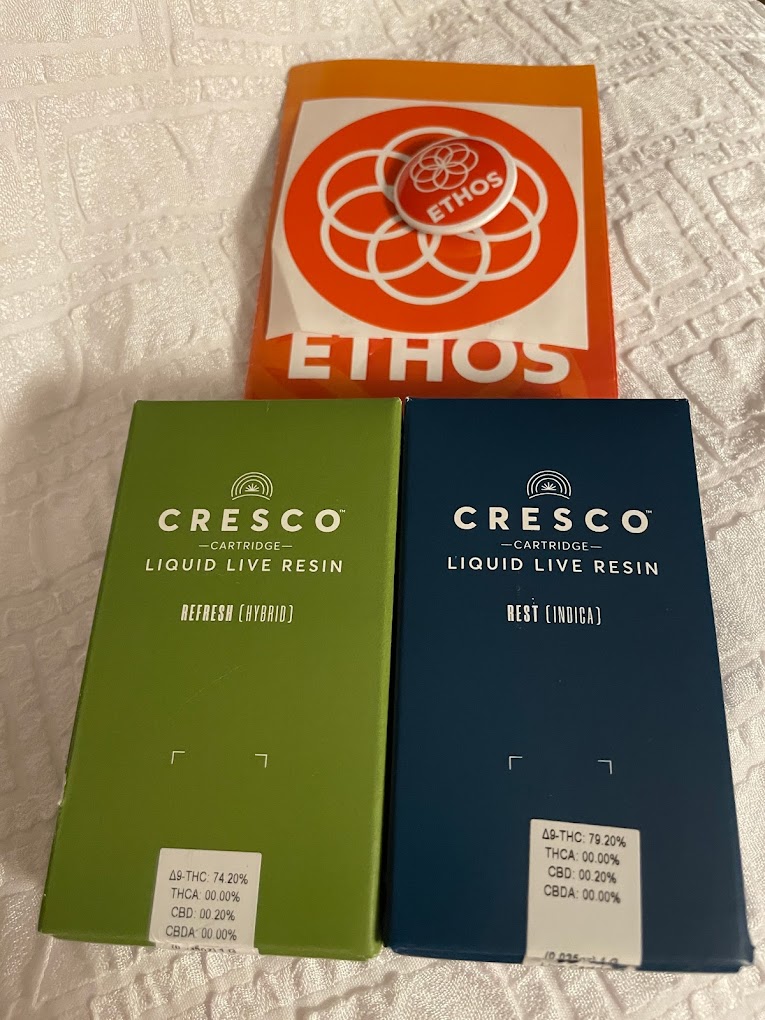 ETHOS
ETHOS
CRESCO™
CARTRIDGE
LIQUID LIVE RESIN
REFRESH (HYBRID)
Δ9-THC: 74.20%
THCA: 00.00%
CBD: 00.20%
CBDA: 00.00%
CRESCO™
CARTRIDGE
LIQUID LIVE RESIN
REST (INDICA)
Δ9-THC: 79.20%
THCA: 00.00%
CBD: 00.20%
CBDA: 00.00%